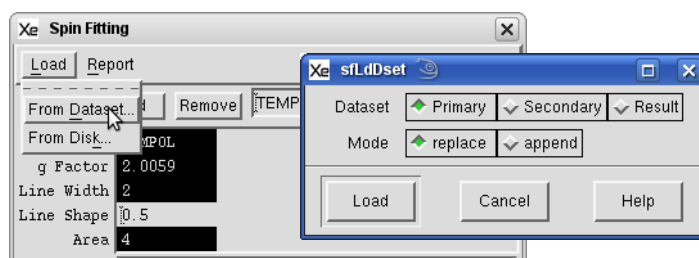 Xe Spin Fitting
Load Report
From Dataset...
From Disk...
Remove TEMP
MPOL
g Factor 2.0059
Line Width 2
Line Shape 0.5
Area 4
Xe sfLdDset
Dataset Primary Secondary Result
Mode replace append
Load Cancel Help